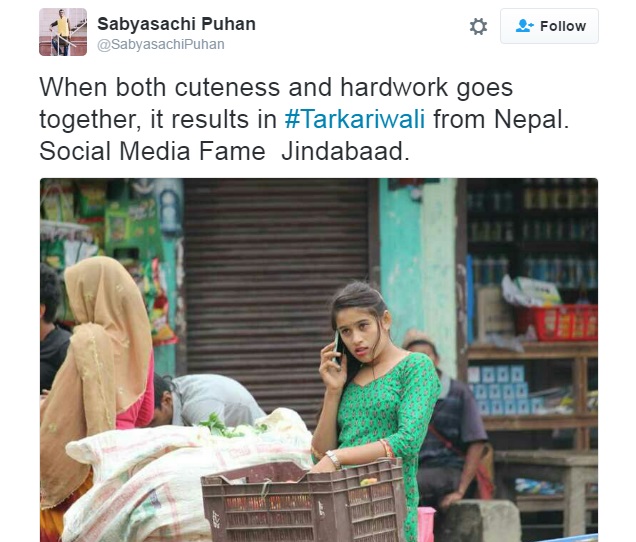 Sabyasachi Puhan
@SabyasachiPuhan
Follow
When both cuteness and hardwork goes
together, it results in #Tarkariwali from Nepal.
Social Media Fame  Jindabaad.